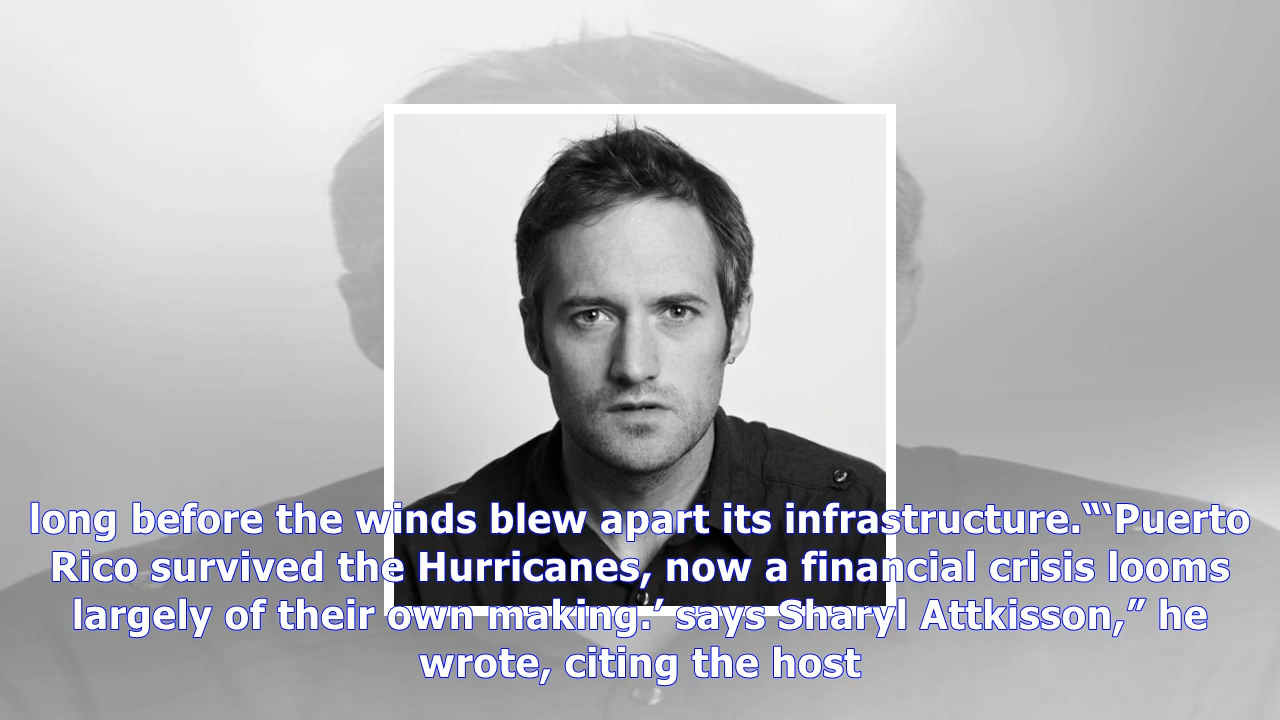 long before the winds blew apart its infrastructure.“‘Puerto
Rico survived the Hurricanes, now a financial crisis looms
largely of their own making.’ says Sharyl Attkisson,” he
wrote, citing the host